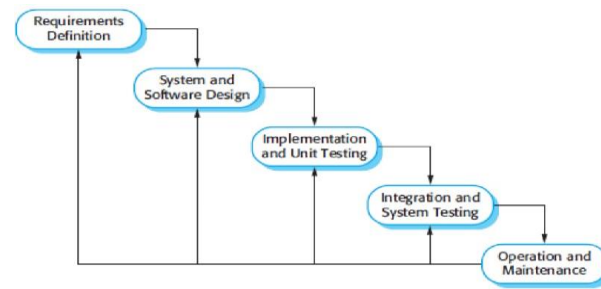 Requirements
Definition
System and
Software Design
Implementation
and Unit Testing
Integration and
System Testing
Operation and
Maintenance